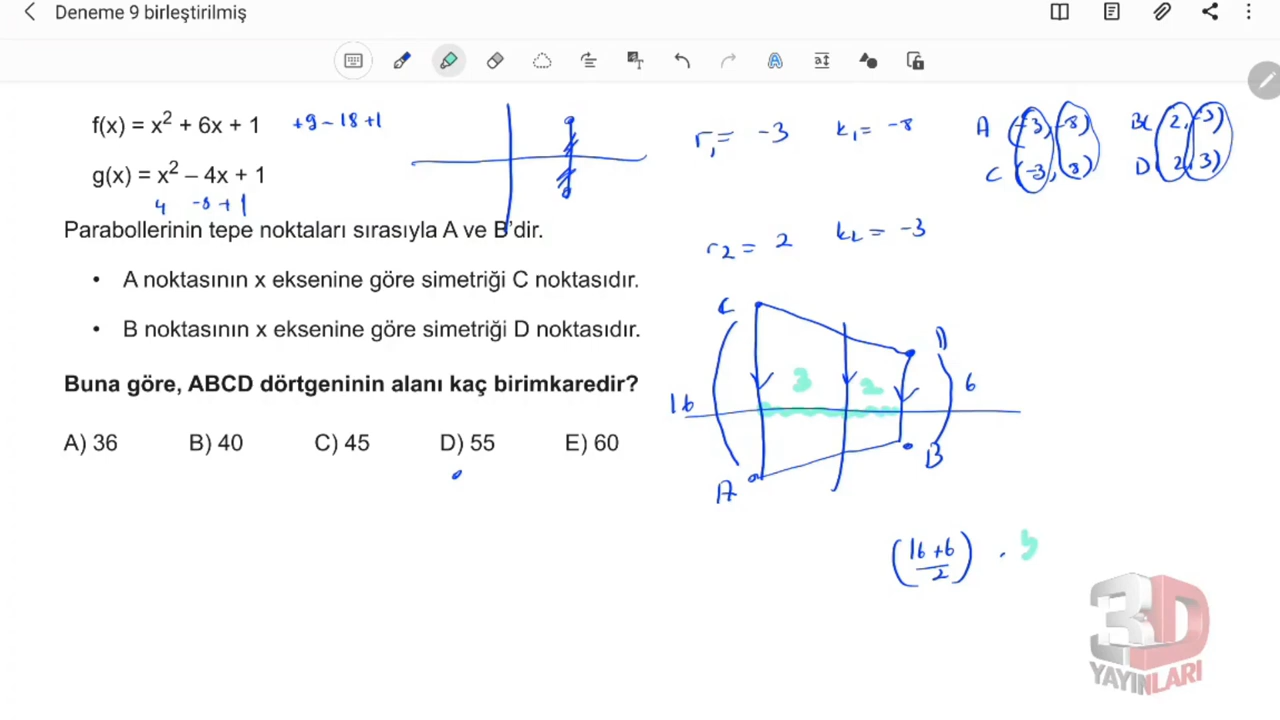 Deneme 9 birleştirilmiş
f(x) = x² + 6x + 1 +9 - 18 +1
g(x) = x² – 4x + 1
4 -8 +1
Parabollerinin tepe noktaları sırasıyla A ve B'dir.
• A noktasının x eksenine göre simetriği C noktasıdır.
• B noktasının x eksenine göre simetriği D noktasıdır.
Buna göre, ABCD dörtgeninin alanı kaç birimkaredir?
A) 36 B) 40 C) 45 D) 55 E) 60
r₁ = -3 k₁ = -8
A (-3, -8)
C (-3, 8)
B (2, -3)
D (2, 3)
r₂ = 2 k₂ = -3
C D
3 2
16 6
A B
(16+6/2) . 5
3D
YAYINLARI